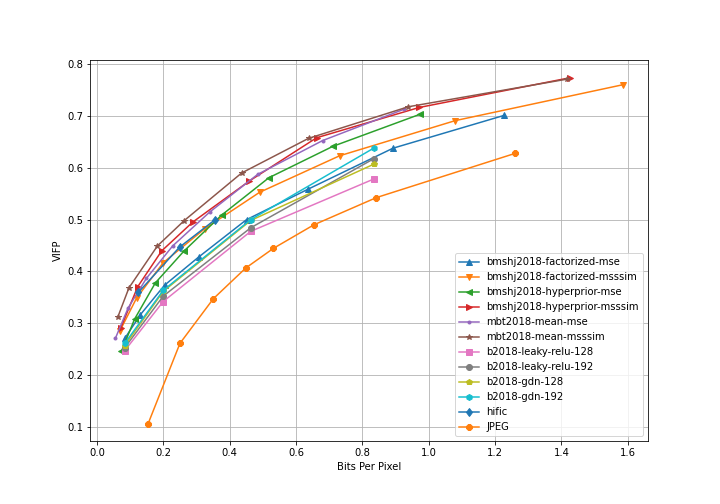 0.8
0.7
0.6
0.5
0.4
0.3
0.2
0.1
VIFP
0.0 0.2 0.4 0.6 0.8 1.0 1.2 1.4 1.6
Bits Per Pixel
bmshj2018-factorized-mse
bmshj2018-factorized-msssim
bmshj2018-hyperprior-mse
bmshj2018-hyperprior-msssim
mbt2018-mean-mse
mbt2018-mean-msssim
b2018-leaky-relu-128
b2018-leaky-relu-192
b2018-gdn-128
b2018-gdn-192
hific
JPEG